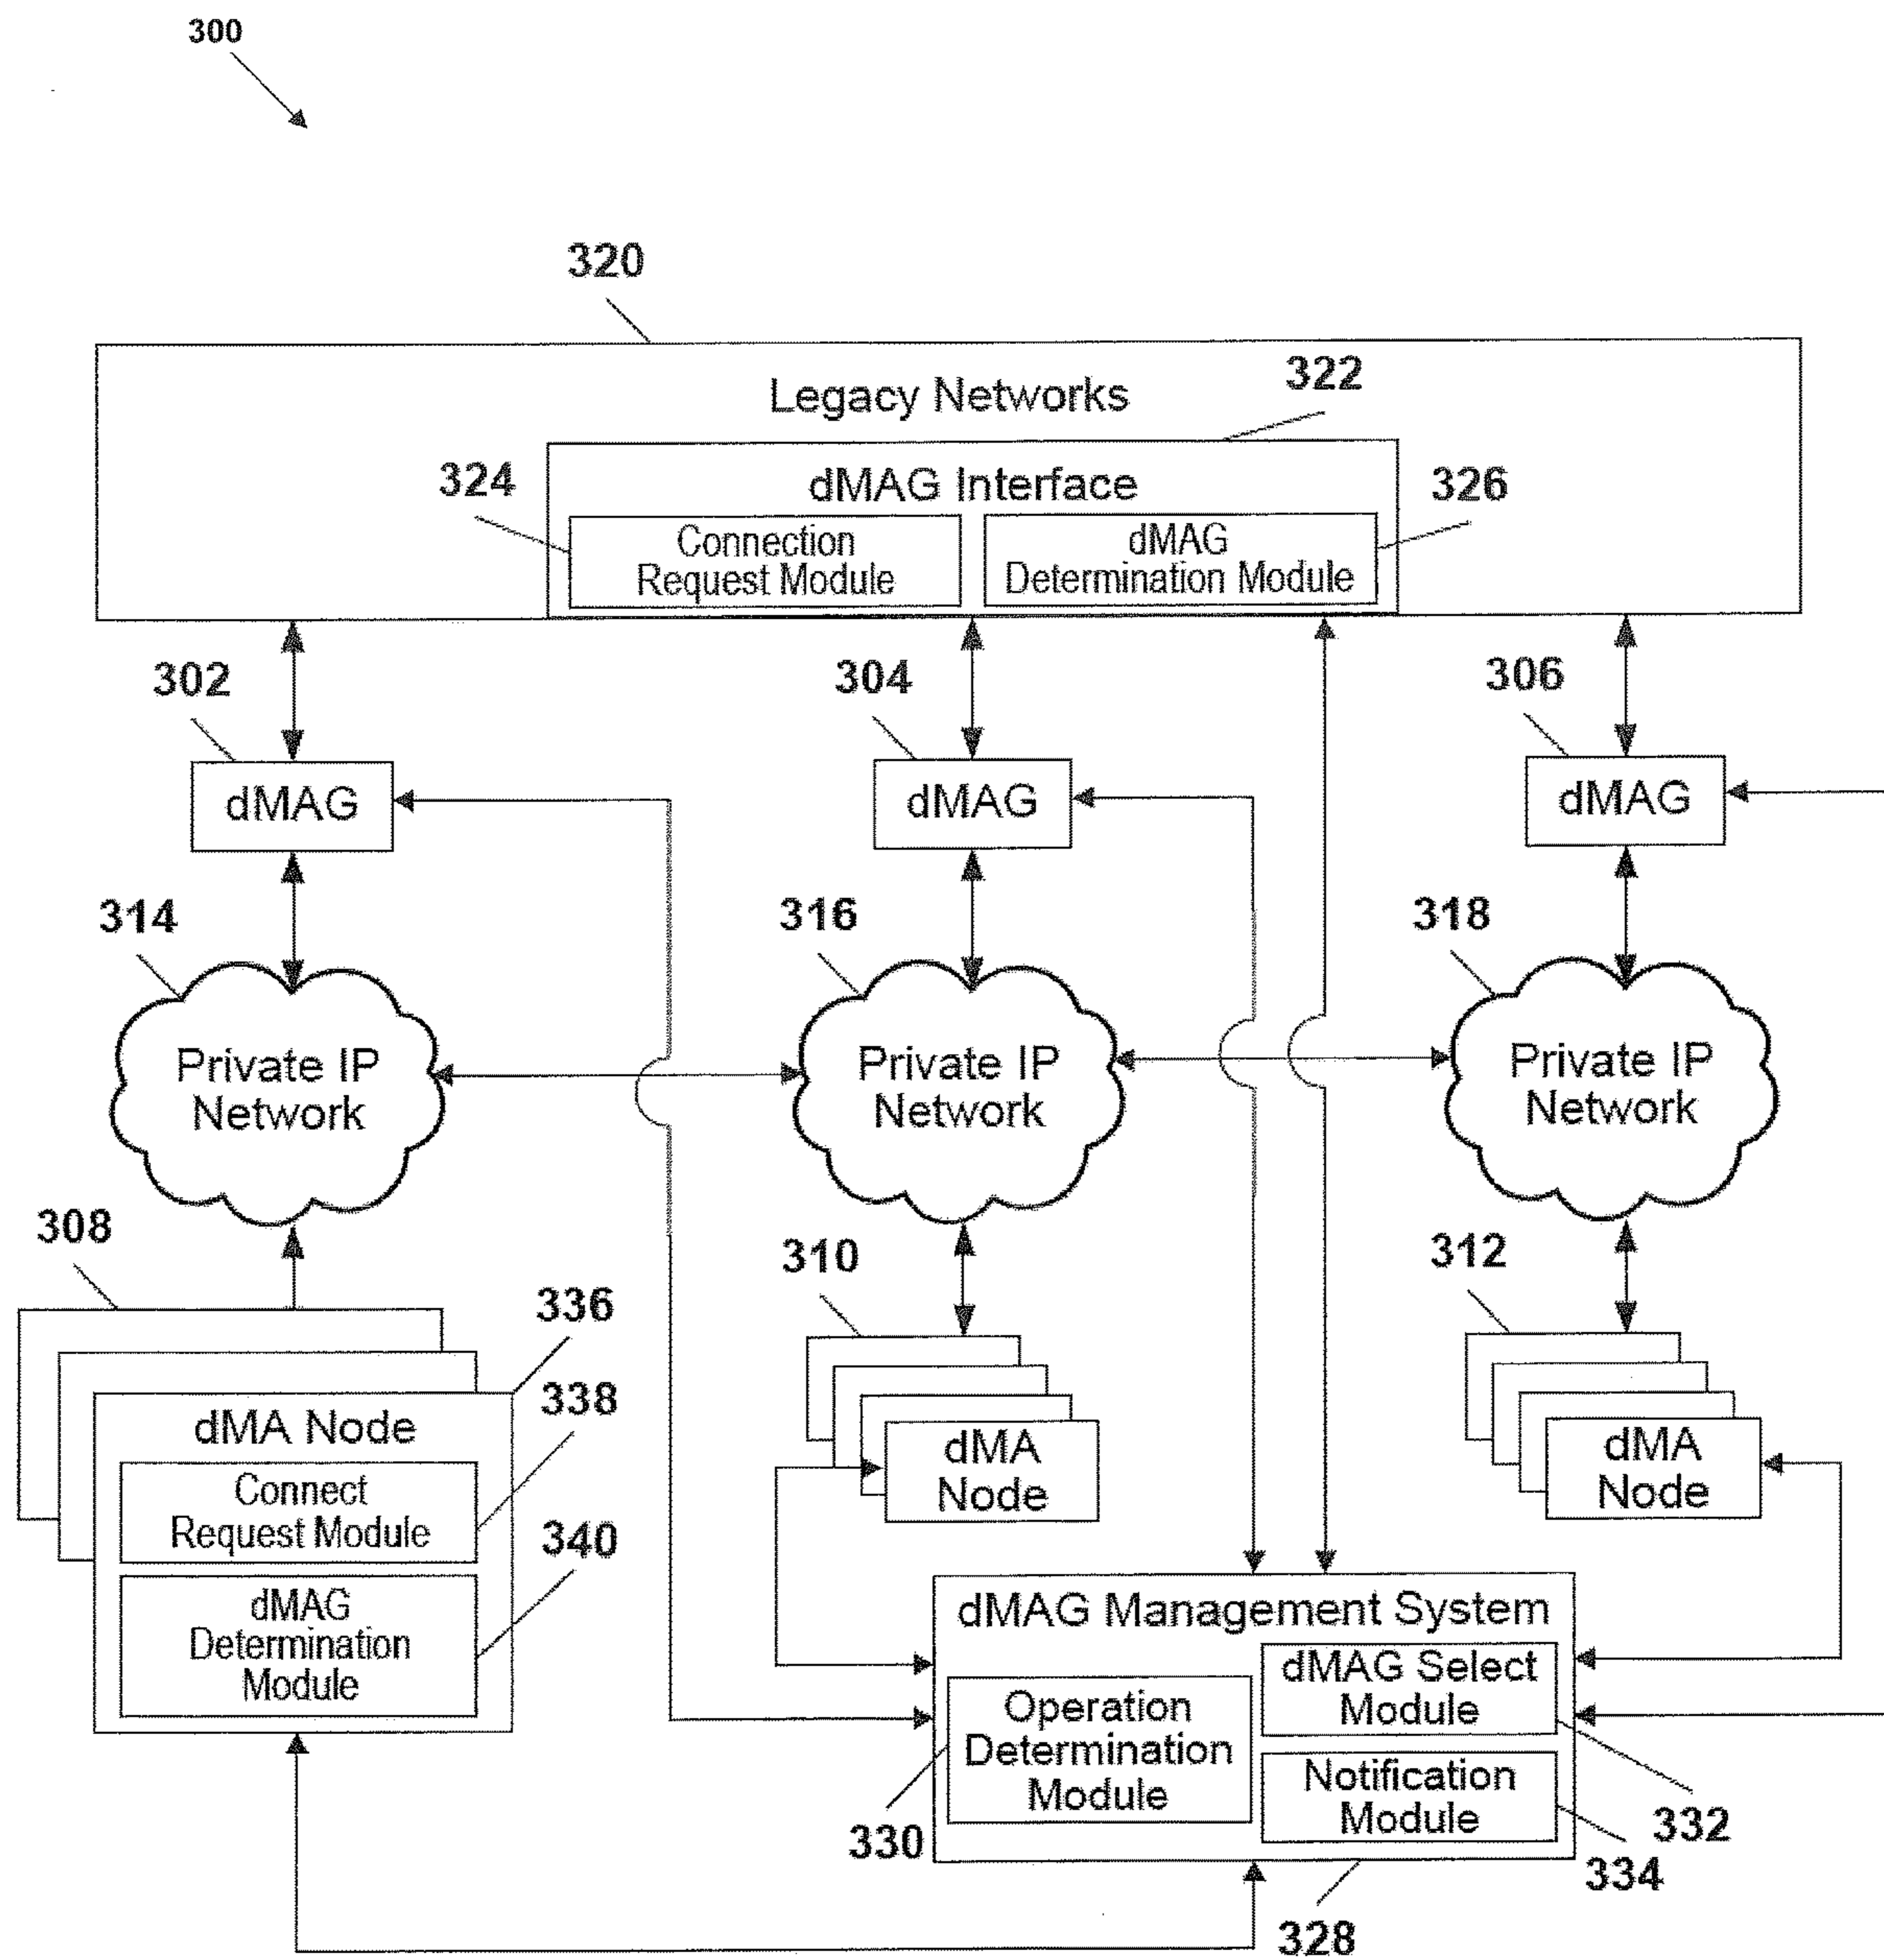 300
320
Legacy Networks
322
324
dMAG Interface
326
Connection
Request Module
dMAG
Determination Module
302
304
306
dMAG
dMAG
dMAG
314
316
318
Private IP
Network
Private IP
Network
Private IP
Network
308
310
312
336
dMA Node
338
Connect
Request Module
340
dMAG
Determination
Module
dMA
Node
dMA
Node
dMAG Management System
Operation
Determination
Module
dMAG Select
Module
Notification
Module
330
332
334
328